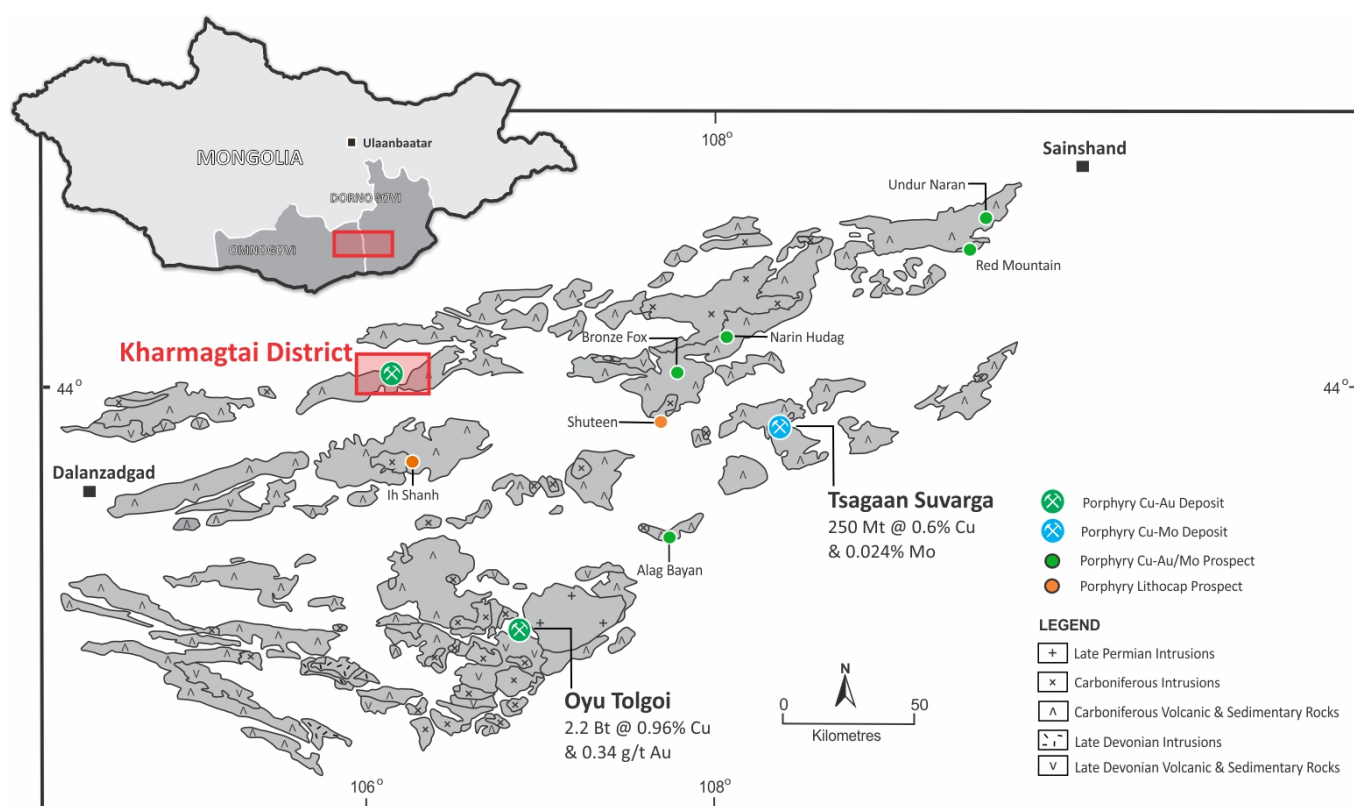 MONGOLIA
Ulaanbaatar
DORNOGOVI
OMNOGOVI
108°
Sainshand
Undur Naran
Red Mountain
Kharmagtai District
Bronze Fox
Narin Hudag
44°
44°
Shuteen
Dalanzadgad
Ih Shanh
Tsagaan Suvarga
250 Mt @ 0.6% Cu
& 0.024% Mo
Alag Bayan
Oyu Tolgoi
2.2 Bt @ 0.96% Cu
& 0.34 g/t Au
N
0 50
Kilometres
Porphyry Cu-Au Deposit
Porphyry Cu-Mo Deposit
Porphyry Cu-Au/Mo Prospect
Porphyry Lithocap Prospect
LEGEND
+ Late Permian Intrusions
× Carboniferous Intrusions
^ Carboniferous Volcanic & Sedimentary Rocks
Late Devonian Intrusions
v Late Devonian Volcanic & Sedimentary Rocks
106°
108°